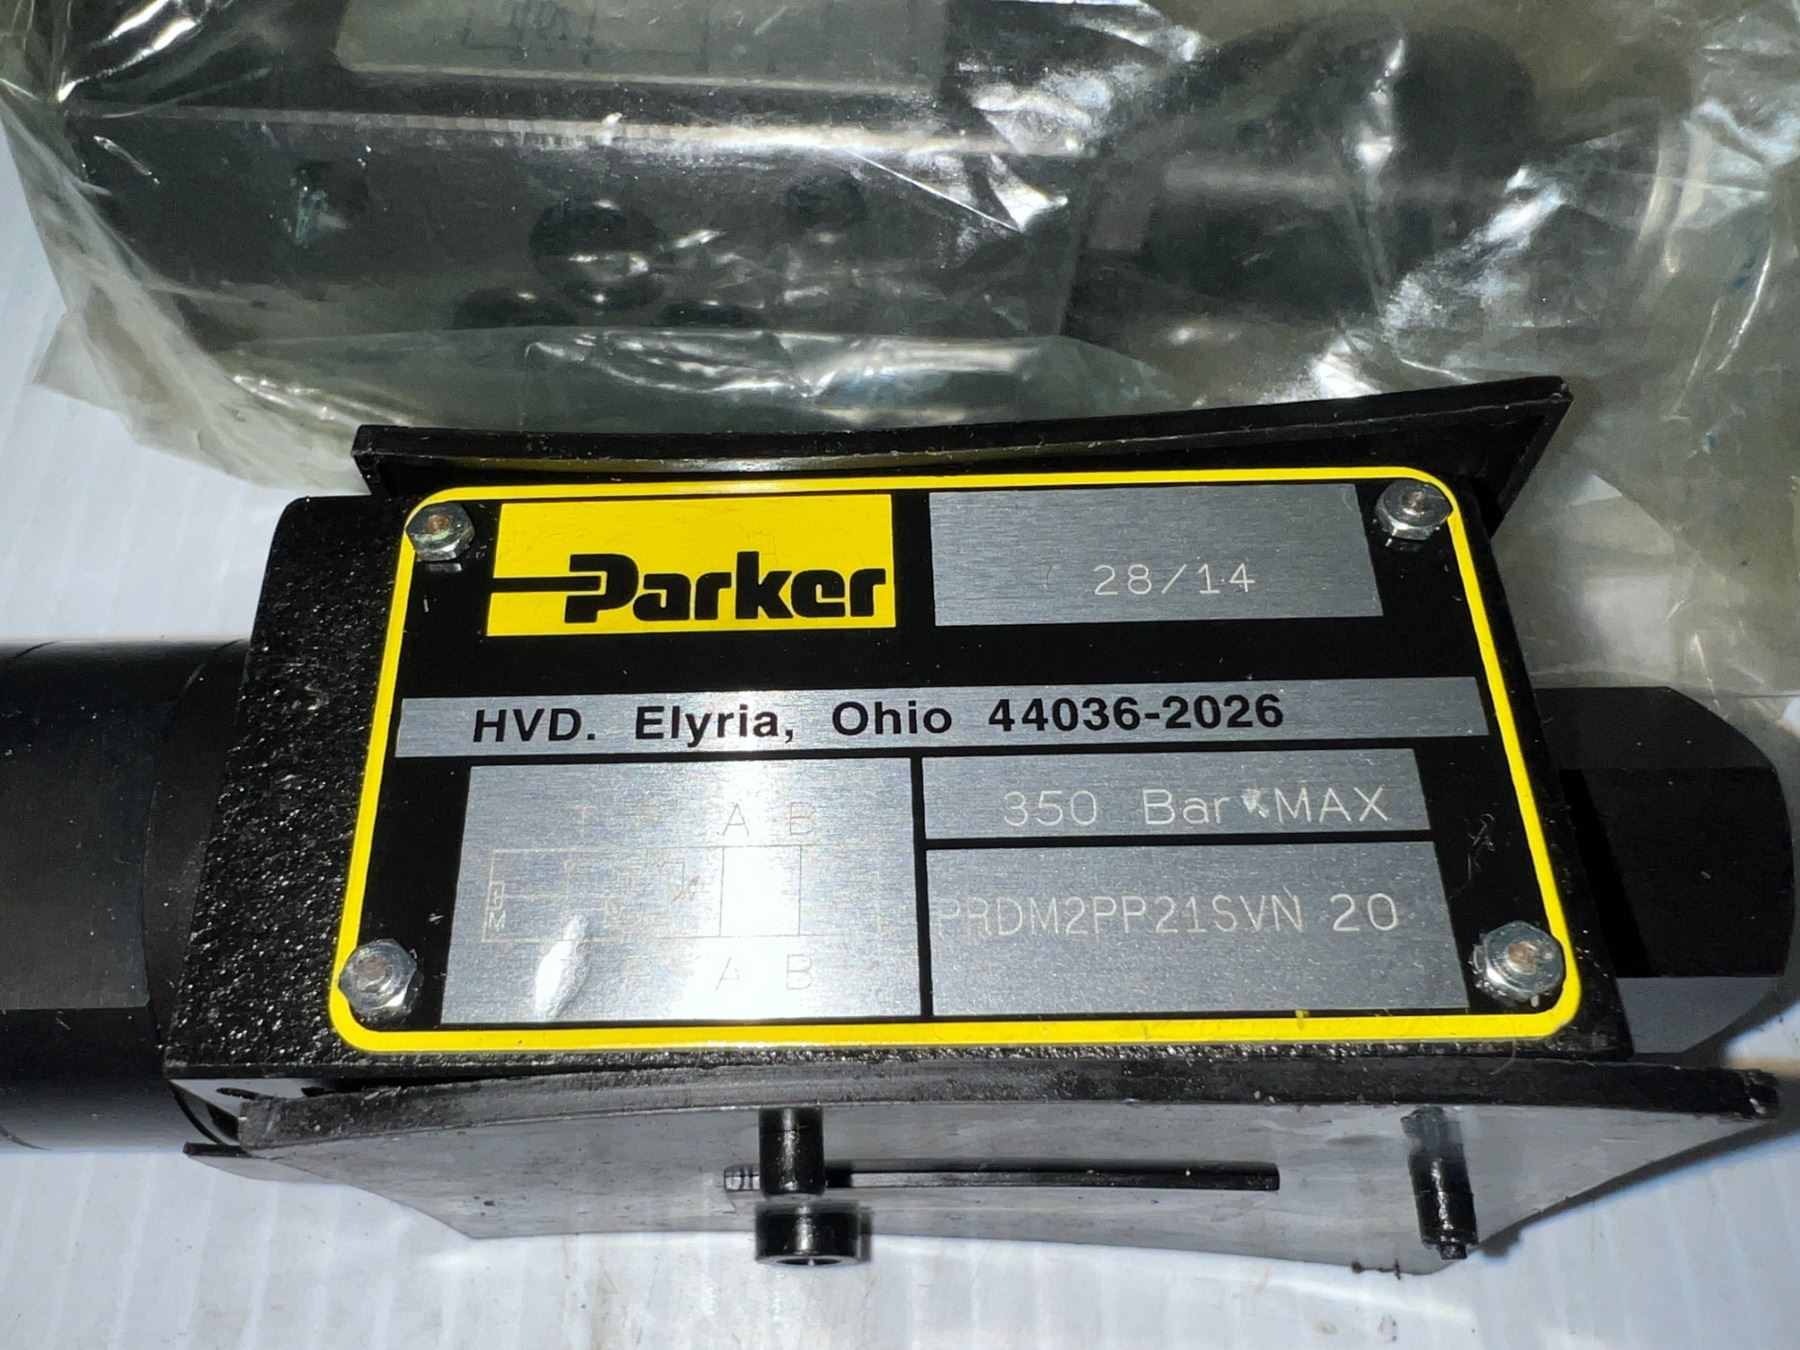 Parker
28/14
HVD. Elyria, Ohio 44036-2026
T P A B
350 Bar MAX
PRDM2PP21SVN 20
M
A B